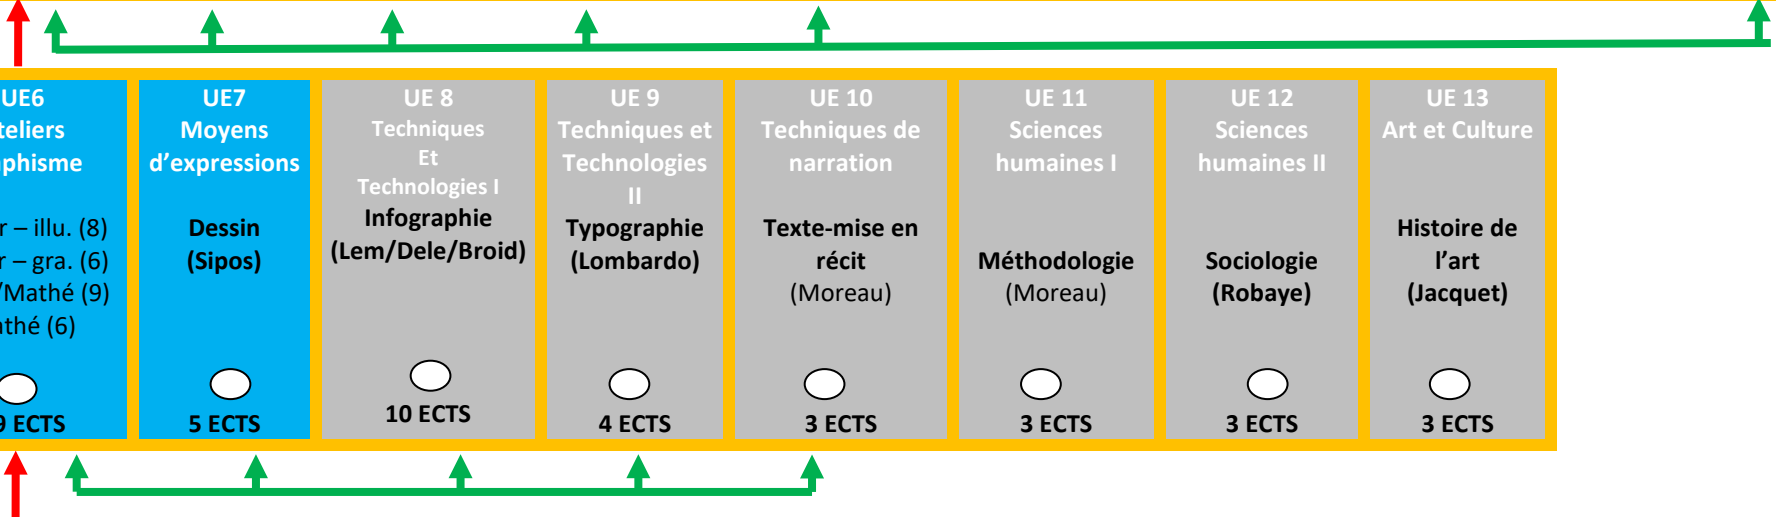 UE6
teliers
phisme
r – illu. (8)
r – gra. (6)
/Mathé (9)
thé (6)
9 ECTS
UE7
Moyens
d’expressions
Dessin
(Sipos)
5 ECTS
UE 8
Techniques
Et
Technologies I
Infographie
(Lem/Dele/Broid)
10 ECTS
UE 9
Techniques et
Technologies
II
Typographie
(Lombardo)
4 ECTS
UE 10
Techniques de
narration
Texte-mise en
récit
(Moreau)
3 ECTS
UE 11
Sciences
humaines I
Méthodologie
(Moreau)
3 ECTS
UE 12
Sciences
humaines II
Sociologie
(Robaye)
3 ECTS
UE 13
Art et Culture
Histoire de
l’art
(Jacquet)
3 ECTS